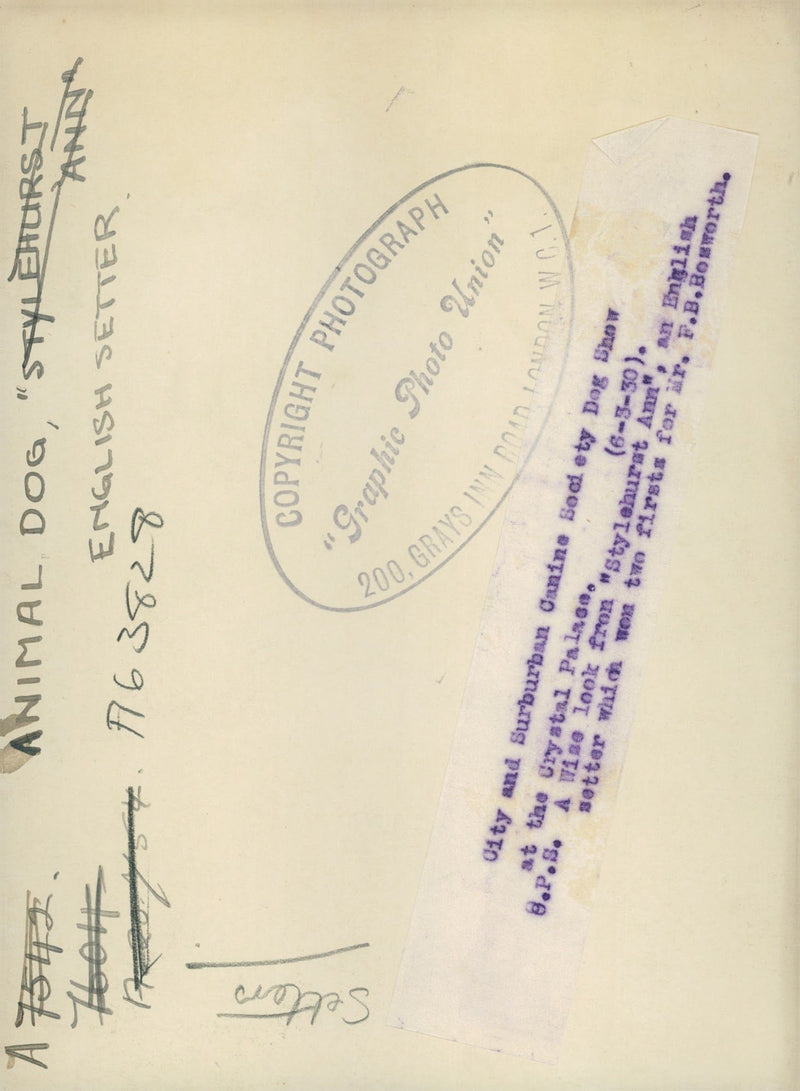 ANIMAL DOG, "STYLEHURST
ANN"
ENGLISH SETTER.
A63828
A 7542.
7604
Setters
COPYRIGHT PHOTOGRAPH
"Graphic Photo Union"
200, GRAYS INN ROAD LONDON W C.1.
City and Surburban Canine Society Dog Show
at the Crystal Palace. (6-3-30).
O.P.S. A Wise look from "Stylehurst Ann", an English
setter which won two firsts for Mr. F.B.Bosworth.